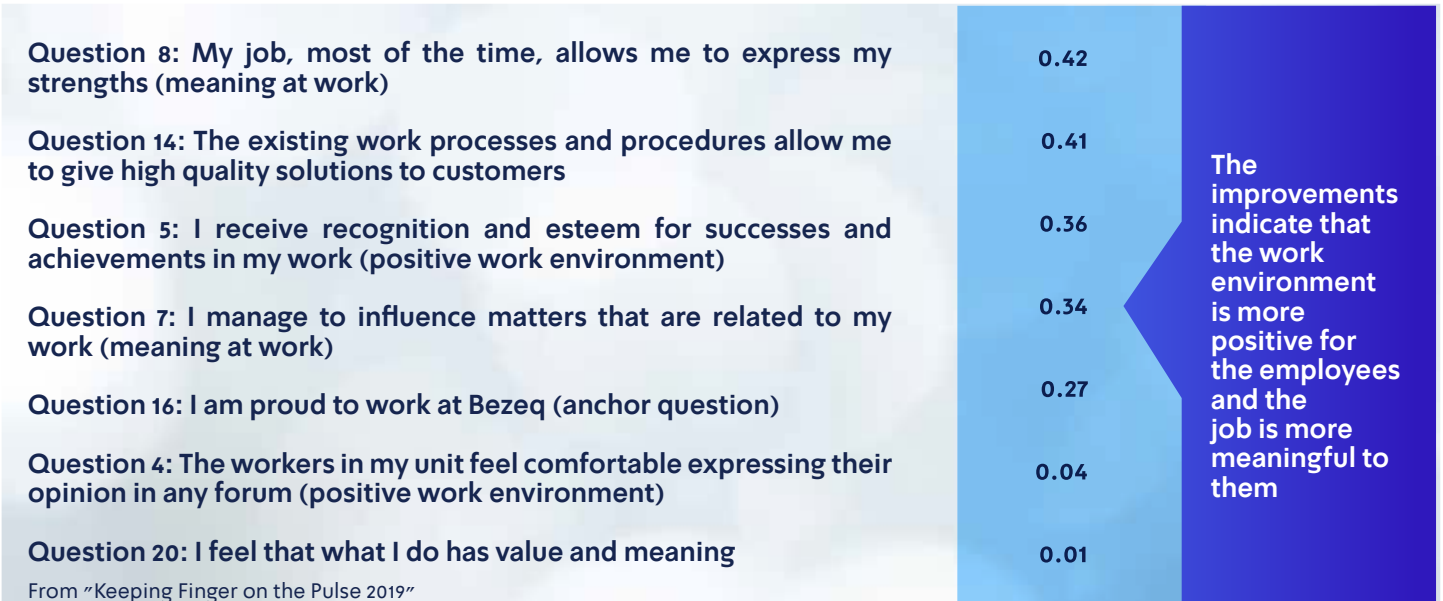 Question 8: My job, most of the time, allows me to express my
strengths (meaning at work)
0.42
Question 14: The existing work processes and procedures allow me
to give high quality solutions to customers
0.41
Question 5: I receive recognition and esteem for successes and
achievements in my work (positive work environment)
0.36
Question 7: I manage to influence matters that are related to my
work (meaning at work)
0.34
Question 16: I am proud to work at Bezeq (anchor question)
0.27
Question 4: The workers in my unit feel comfortable expressing their
opinion in any forum (positive work environment)
0.04
Question 20: I feel that what I do has value and meaning
0.01
From "Keeping Finger on the Pulse 2019"
The
improvements
indicate that
the work
environment
is more
positive for
the employees
and the
job is more
meaningful to
them